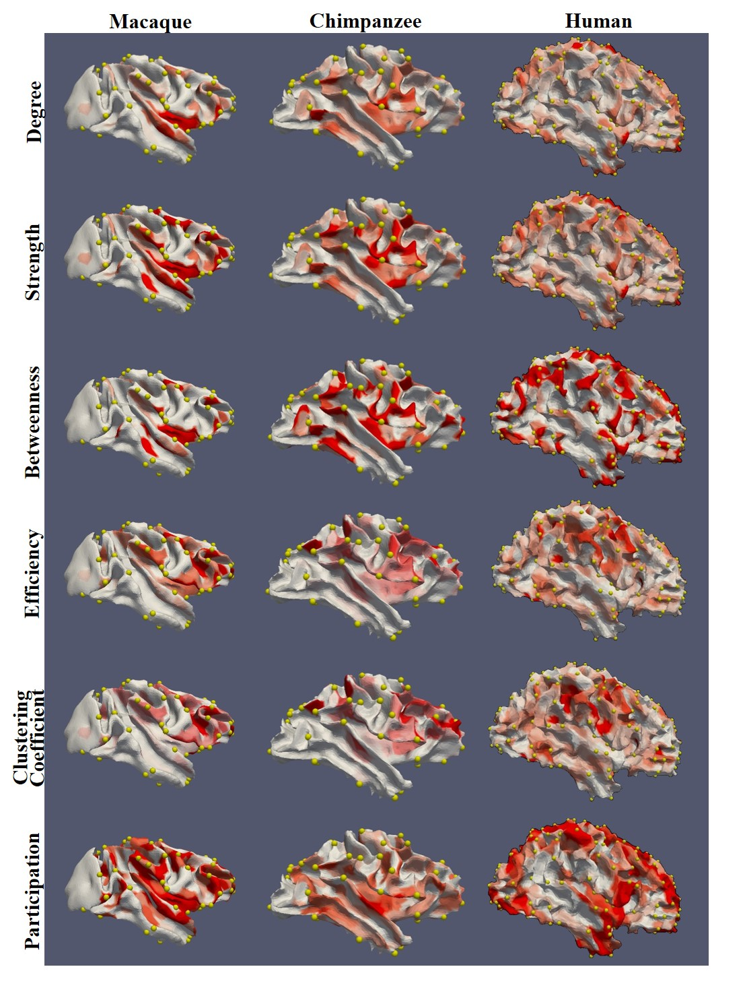 Macaque Chimpanzee Human
Degree
Strength
Betweenness
Efficiency
Clustering
Coefficient
Participation